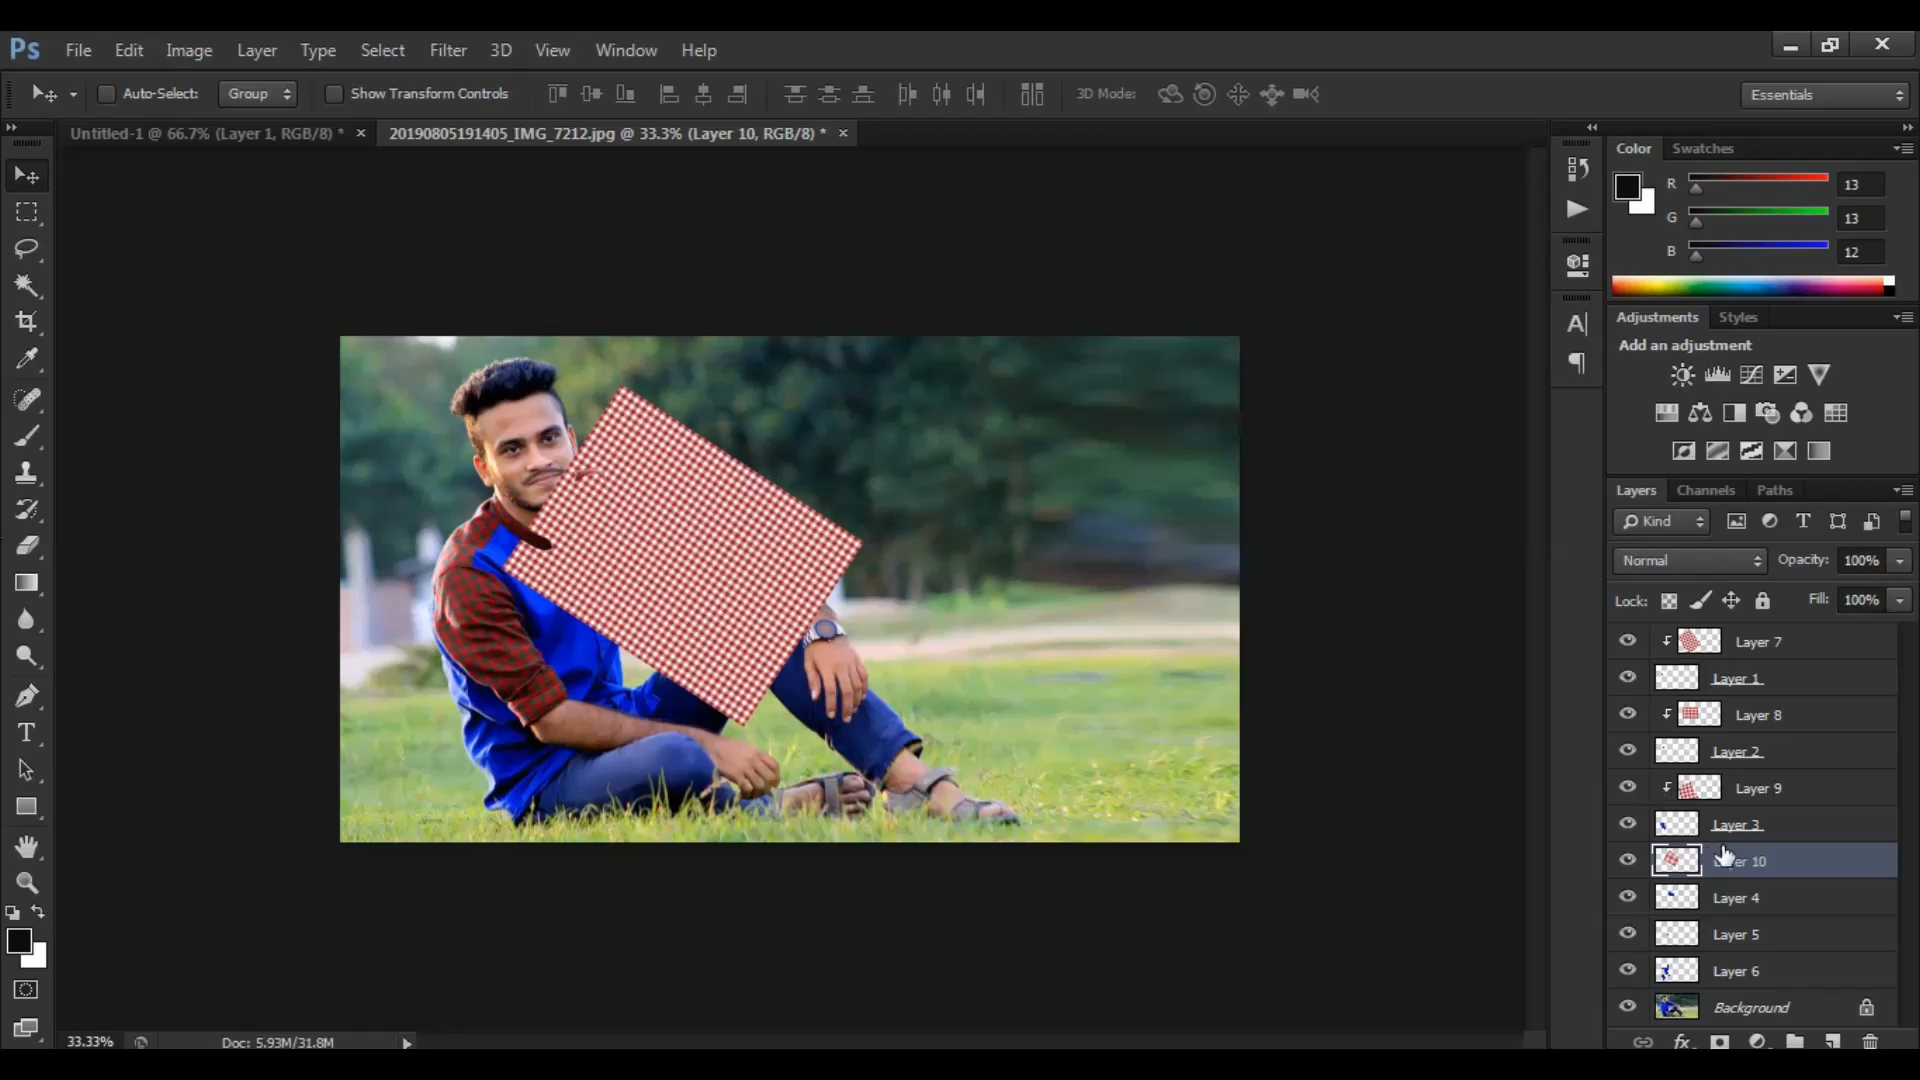 Ps File Edit Image Layer Type Select Filter 3D View Window Help
Auto-Select: Group Show Transform Controls 3D Mode: Essentials
Untitled-1 @ 66.7% (Layer 1, RGB/8) * × 20190805191405_IMG_7212.jpg @ 33.3% (Layer 10, RGB/8) * ×
Color Swatches
R 13
G 13
B 12
Adjustments Styles
Add an adjustment
Layers Channels Paths
Kind
Normal Opacity: 100%
Lock: Fill: 100%
Layer 7
Layer 1
Layer 8
Layer 2
Layer 9
Layer 3
er 10
Layer 4
Layer 5
Layer 6
Background
33.33% Doc: 5.93M/31.8M fx